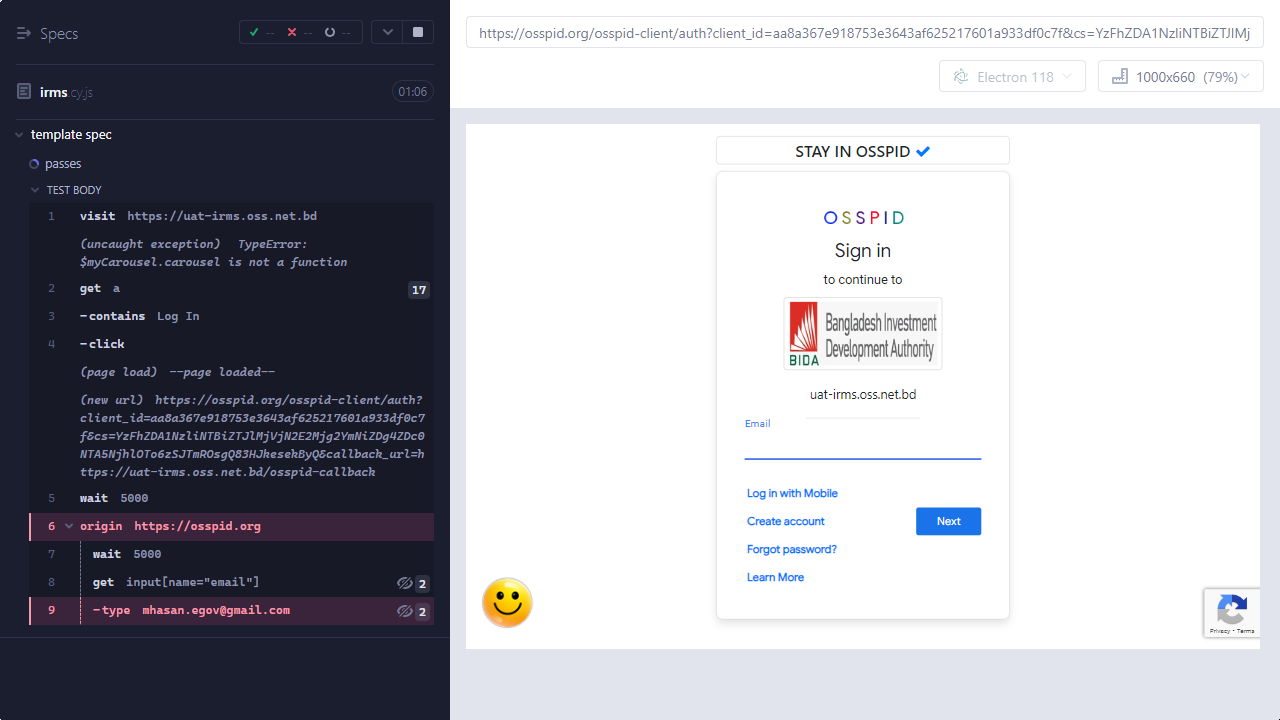 Specs
--
--
--
irms.cy.js
01:06
template spec
passes
TEST BODY
1 visit https://uat-irms.oss.net.bd
(uncaught exception) TypeError:
$myCarousel.carousel is not a function
2 get a 17
3 -contains Log In
4 -click
(page load) --page loaded--
(new url) https://osspid.org/osspid-client/auth?
client_id=aa8a367e918753e3643af625217601a933df0c7
f&cs=YzFhZDA1NzliNTBiZTJlMjVjN2E2Mjg2YmNiZDg4ZDc0
NTA5NjhlOTo6zSJTmROsgQ83HJkesekByQ&callback_url=h
ttps://uat-irms.oss.net.bd/osspid-callback
5 wait 5000
6 origin https://osspid.org
7 wait 5000
8 get input[name="email"] 2
9 -type mhasan.egov@gmail.com 2
https://osspid.org/osspid-client/auth?client_id=aa8a367e918753e3643af625217601a933df0c7f&cs=YzFhZDA1NzliNTBiZTJlMj
Electron 118
1000x660 (79%)
STAY IN OSSPID
OSSPID
Sign in
to continue to
BIDA
Bangladesh Investment
Development Authority
uat-irms.oss.net.bd
Email
Log in with Mobile
Create account
Next
Forgot password?
Learn More
Privacy - Terms